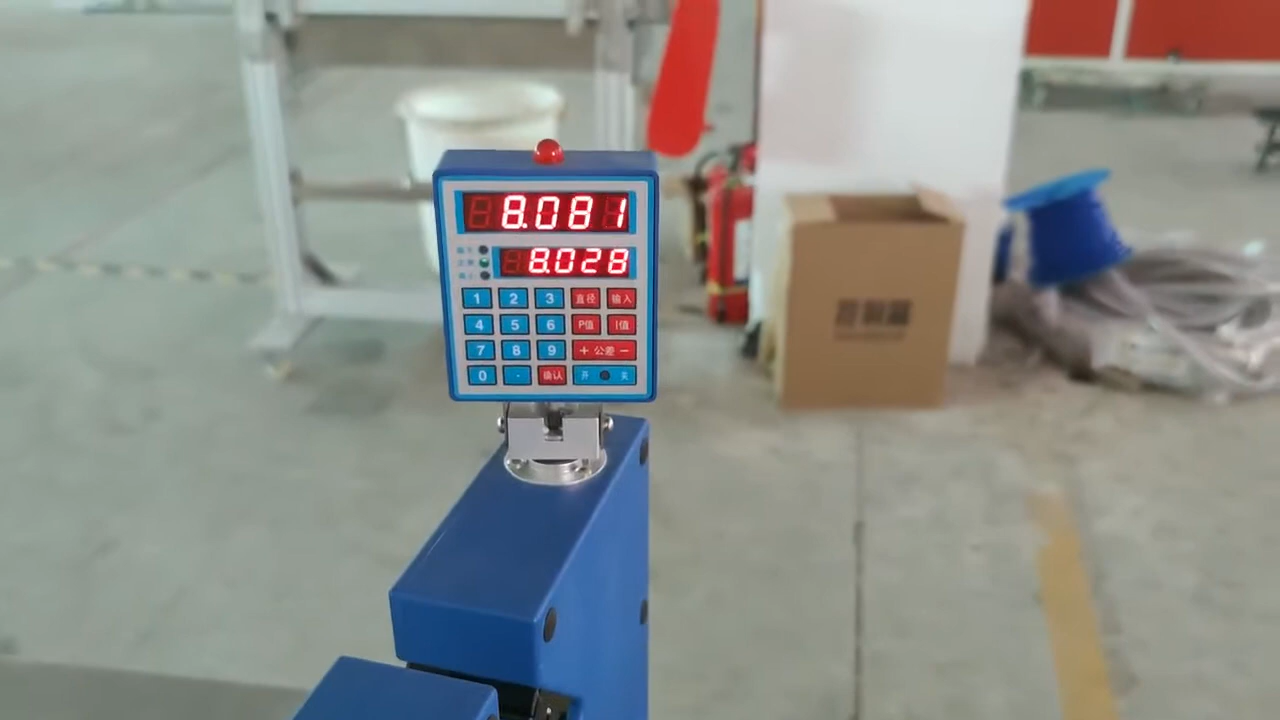 8.081
8.028
1 2 3 直径 输入
4 5 6 P值 I值
7 8 9 + 公差 -
0 · 确认 开 关